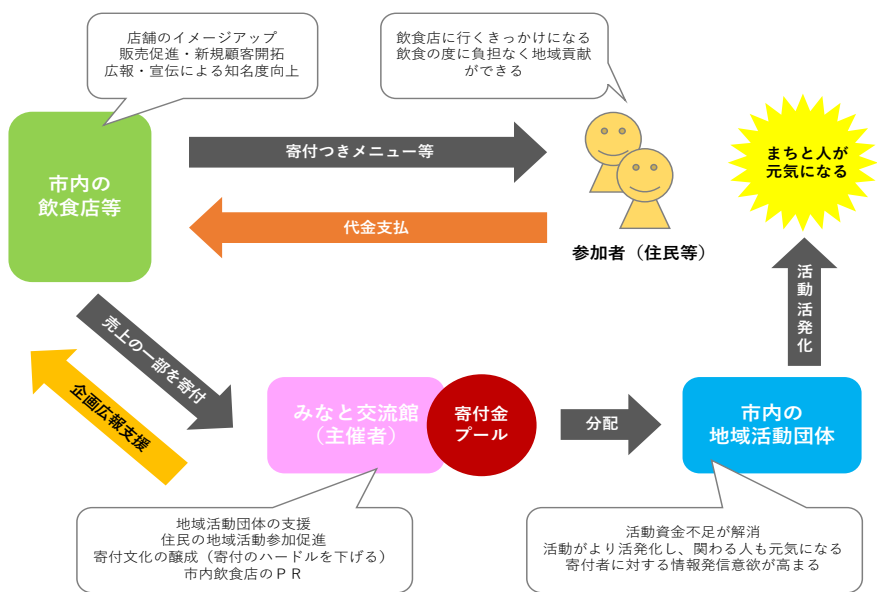 店舗のイメージアップ
販売促進・新規顧客開拓
広報・宣伝による知名度向上
飲食店に行くきっかけになる
飲食の度に負担なく地域貢献
ができる
市内の
飲食店等
寄付つきメニュー等
代金支払
参加者（住民等）
まちと人が
元気になる
活動活発化
売上の一部を寄付
企画広報支援
みなと交流館
（主催者）
寄付金
プール
分配
市内の
地域活動団体
地域活動団体の支援
住民の地域活動参加促進
寄付文化の醸成（寄付のハードルを下げる）
市内飲食店のＰＲ
活動資金不足が解消
活動がより活発化し、関わる人も元気になる
寄付者に対する情報発信意欲が高まる